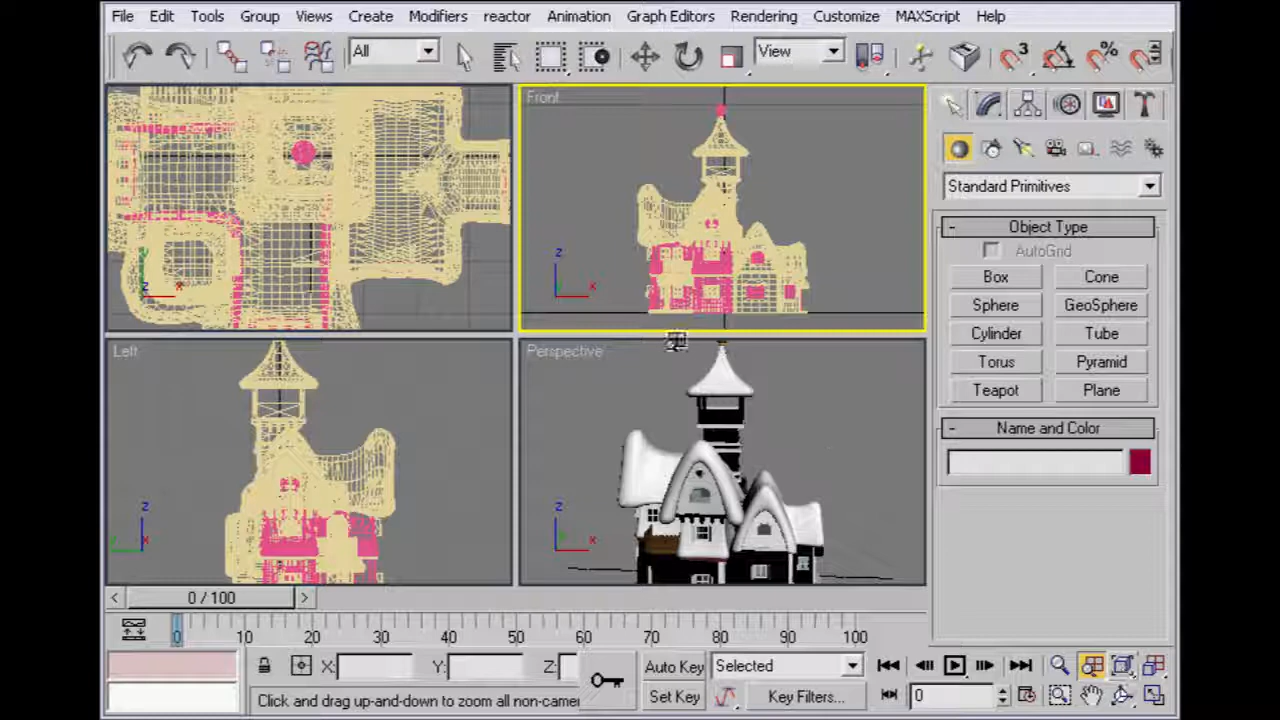 File Edit Tools Group Views Create Modifiers reactor Animation Graph Editors Rendering Customize MAXScript Help
All
View
3
%
Front
Standard Primitives
- Object Type
AutoGrid
Box Cone
Sphere GeoSphere
Cylinder Tube
Torus Pyramid
Teapot Plane
- Name and Color
z
x
z
x
Left
Perspective
z
x
z
x
< 0 / 100 >
0 10 20 30 40 50 60 70 80 90 100
X: Y: Z:
Auto Key Selected
Click and drag up-and-down to zoom all non-camer
Set Key Key Filters... 0